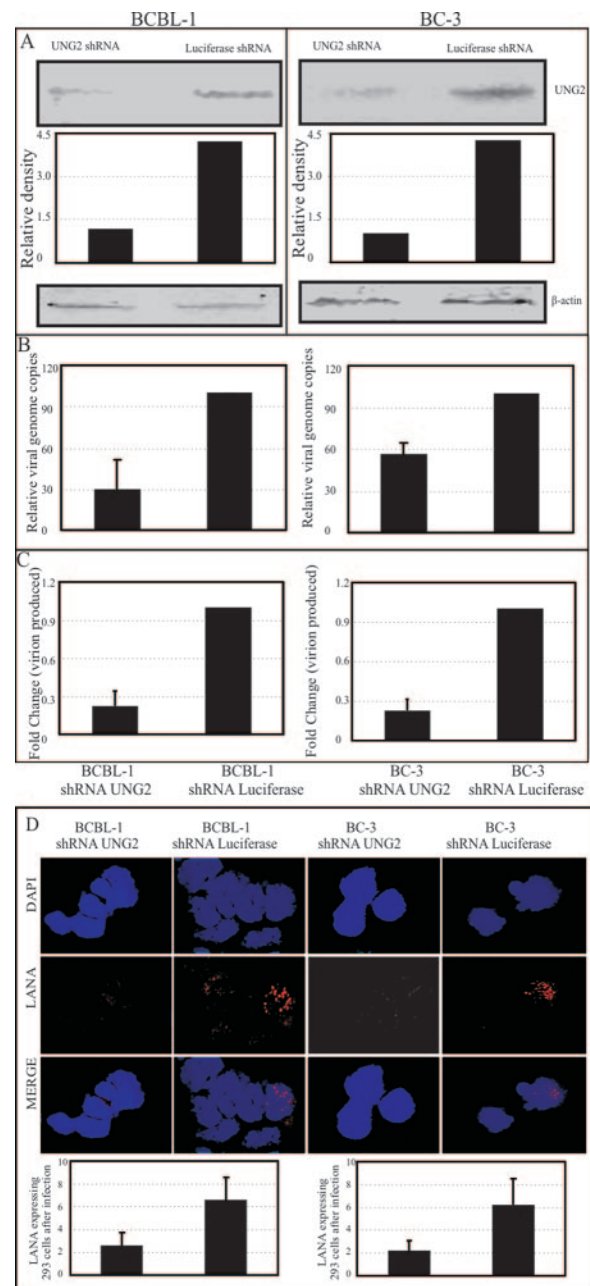 BCBL-1 BC-3
A
UNG2 shRNA Luciferase shRNA UNG2 shRNA Luciferase shRNA
UNG2
Relative density
4.5
3.0
1.5
0
Relative density
4.5
3.0
1.5
0
β-actin
B
Relative viral genome copies
120
90
60
30
0
Relative viral genome copies
120
90
60
30
0
C
Fold Change (virion produced)
1.2
0.9
0.6
0.3
0
Fold Change (virion produced)
1.2
0.9
0.6
0.3
0
BCBL-1 BCBL-1 BC-3 BC-3
shRNA UNG2 shRNA Luciferase shRNA UNG2 shRNA Luciferase
D
BCBL-1 BCBL-1 BC-3 BC-3
shRNA UNG2 shRNA Luciferase shRNA UNG2 shRNA Luciferase
DAPI
LANA
MERGE
LANA expressing
293 cells after infection
10
8
6
4
2
0
LANA expressing
293 cells after infection
10
8
6
4
2
0